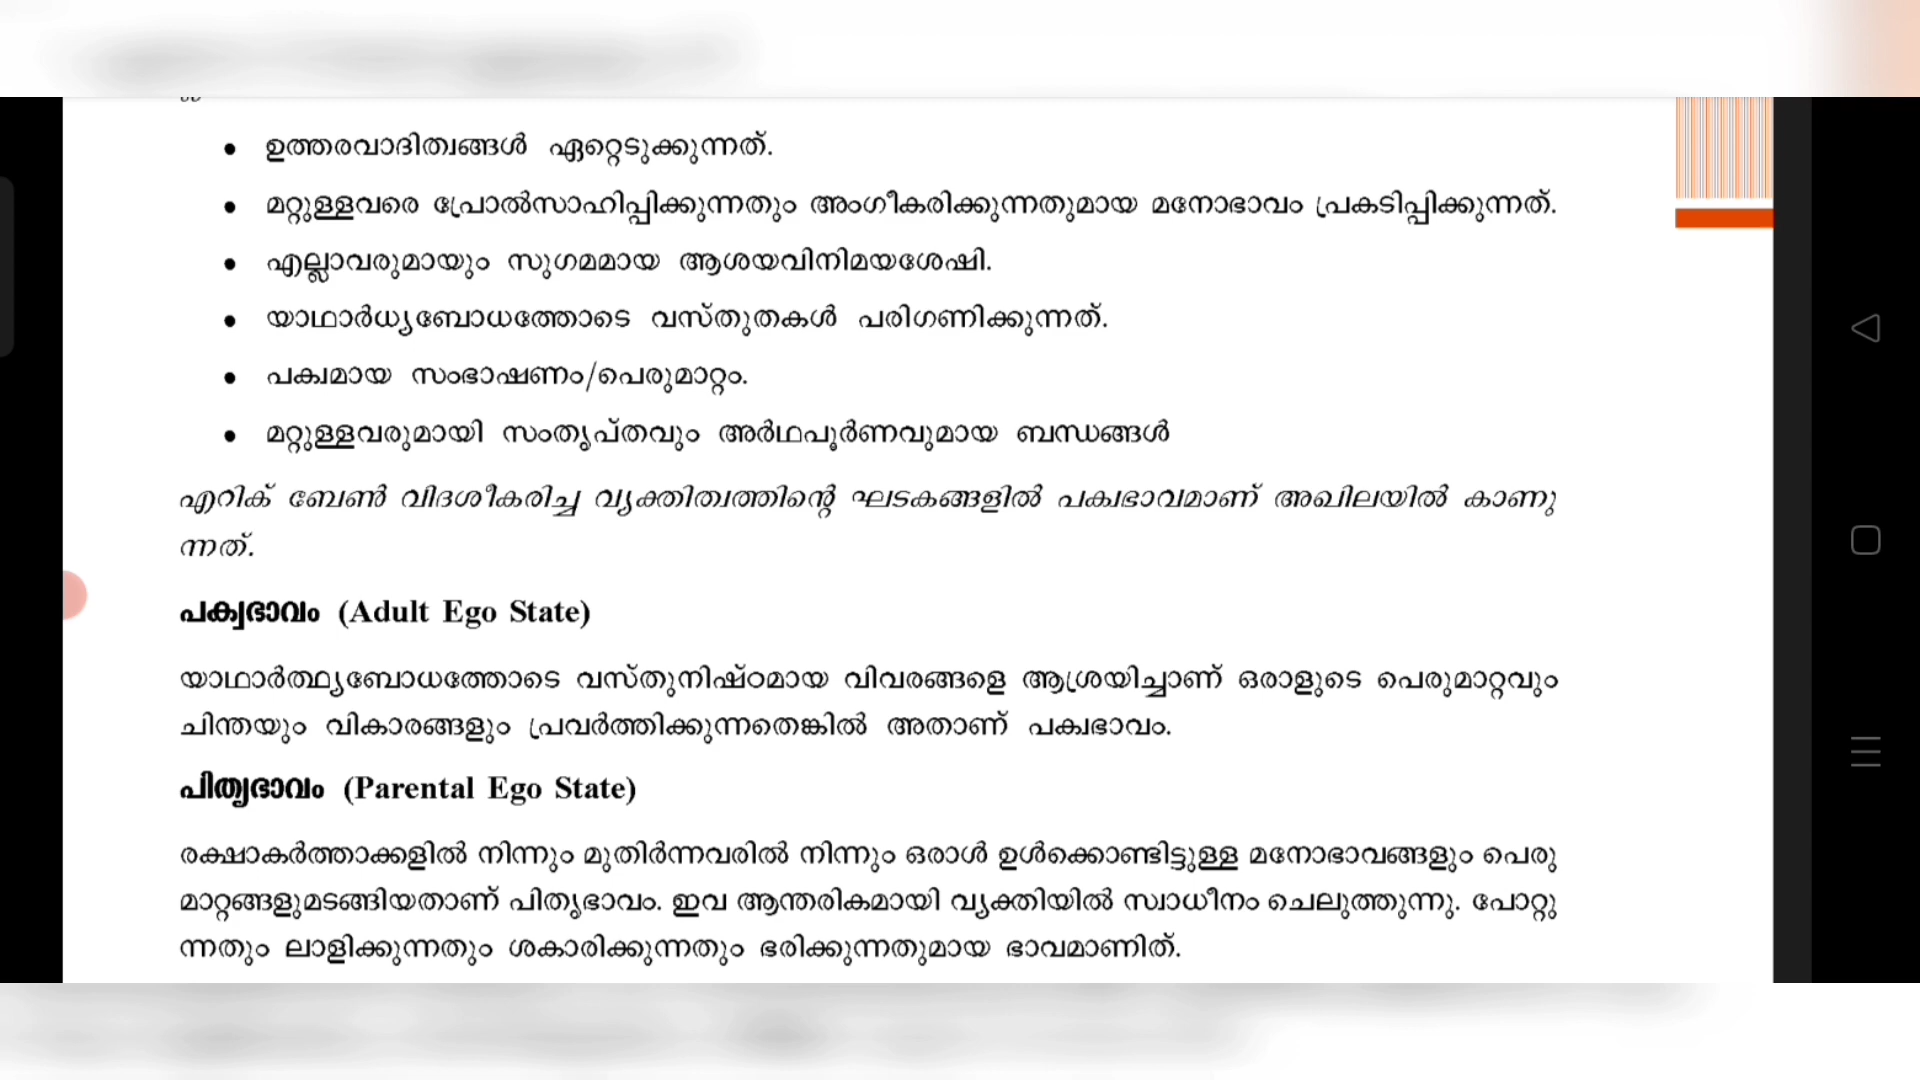 • ഉത്തരവാദിത്വങ്ങൾ ഏറ്റെടുക്കുന്നത്.
• മറ്റുള്ളവരെ പ്രോൽസാഹിപ്പിക്കുന്നതും അംഗീകരിക്കുന്നതുമായ മനോഭാവം പ്രകടിപ്പിക്കുന്നത്.
• എല്ലാവരുമായും സുഗമമായ ആശയവിനിമയശേഷി.
• യാഥാർധ്യബോധത്തോടെ വസ്തുതകൾ പരിഗണിക്കുന്നത്.
• പക്വമായ സംഭാഷണം/പെരുമാറ്റം.
• മറ്റുള്ളവരുമായി സംതൃപ്തവും അർഥപൂർണവുമായ ബന്ധങ്ങൾ
എറിക് ബേൺ വിദശീകരിച്ച വ്യക്തിത്വത്തിന്റെ ഘടകങ്ങളിൽ പക്വഭാവമാണ് അഖിലയിൽ കാണു
ന്നത്.
പക്വഭാവം (Adult Ego State)
യാഥാർത്ഥ്യബോധത്തോടെ വസ്തുനിഷ്ഠമായ വിവരങ്ങളെ ആശ്രയിച്ചാണ് ഒരാളുടെ പെരുമാറ്റവും
ചിന്തയും വികാരങ്ങളും പ്രവർത്തിക്കുന്നതെങ്കിൽ അതാണ് പക്വഭാവം.
പിതൃഭാവം (Parental Ego State)
രക്ഷാകർത്താക്കളിൽ നിന്നും മുതിർന്നവരിൽ നിന്നും ഒരാൾ ഉൾക്കൊണ്ടിട്ടുള്ള മനോഭാവങ്ങളും പെരു
മാറ്റങ്ങളുമടങ്ങിയതാണ് പിതൃഭാവം. ഇവ ആന്തരികമായി വ്യക്തിയിൽ സ്വാധീനം ചെലുത്തുന്നു. പോറ്റു
ന്നതും ലാളിക്കുന്നതും ശകാരിക്കുന്നതും ഭരിക്കുന്നതുമായ ഭാവമാണിത്.